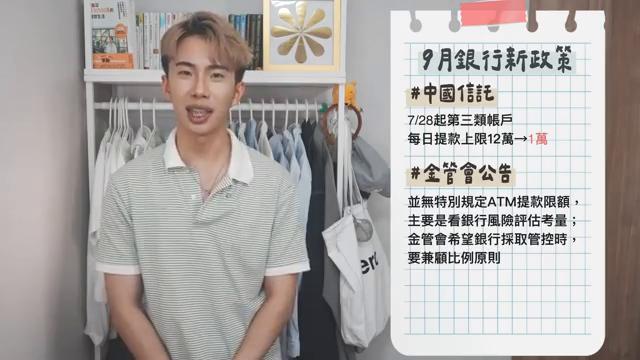 9月銀行新政策
#中國信託
7/28起第三類帳戶
每日提款上限12萬→1萬
#金管會公告
並無特別規定ATM提款限額，
主要是看銀行風險評估考量；
金管會希望銀行採取管控時，
要兼顧比例原則